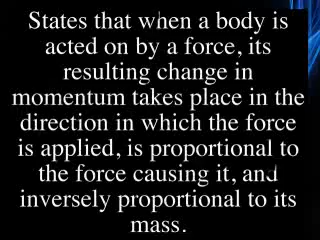 States that when a body is
acted on by a force, its
resulting change in
momentum takes place in the
direction in which the force
is applied, is proportional to
the force causing it, and
inversely proportional to its
mass.